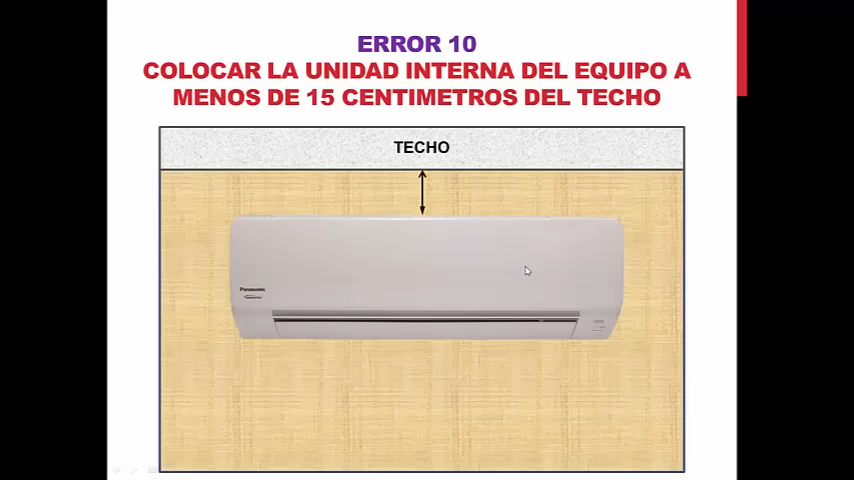 ERROR 10
COLOCAR LA UNIDAD INTERNA DEL EQUIPO A
MENOS DE 15 CENTIMETROS DEL TECHO
TECHO
Panasonic